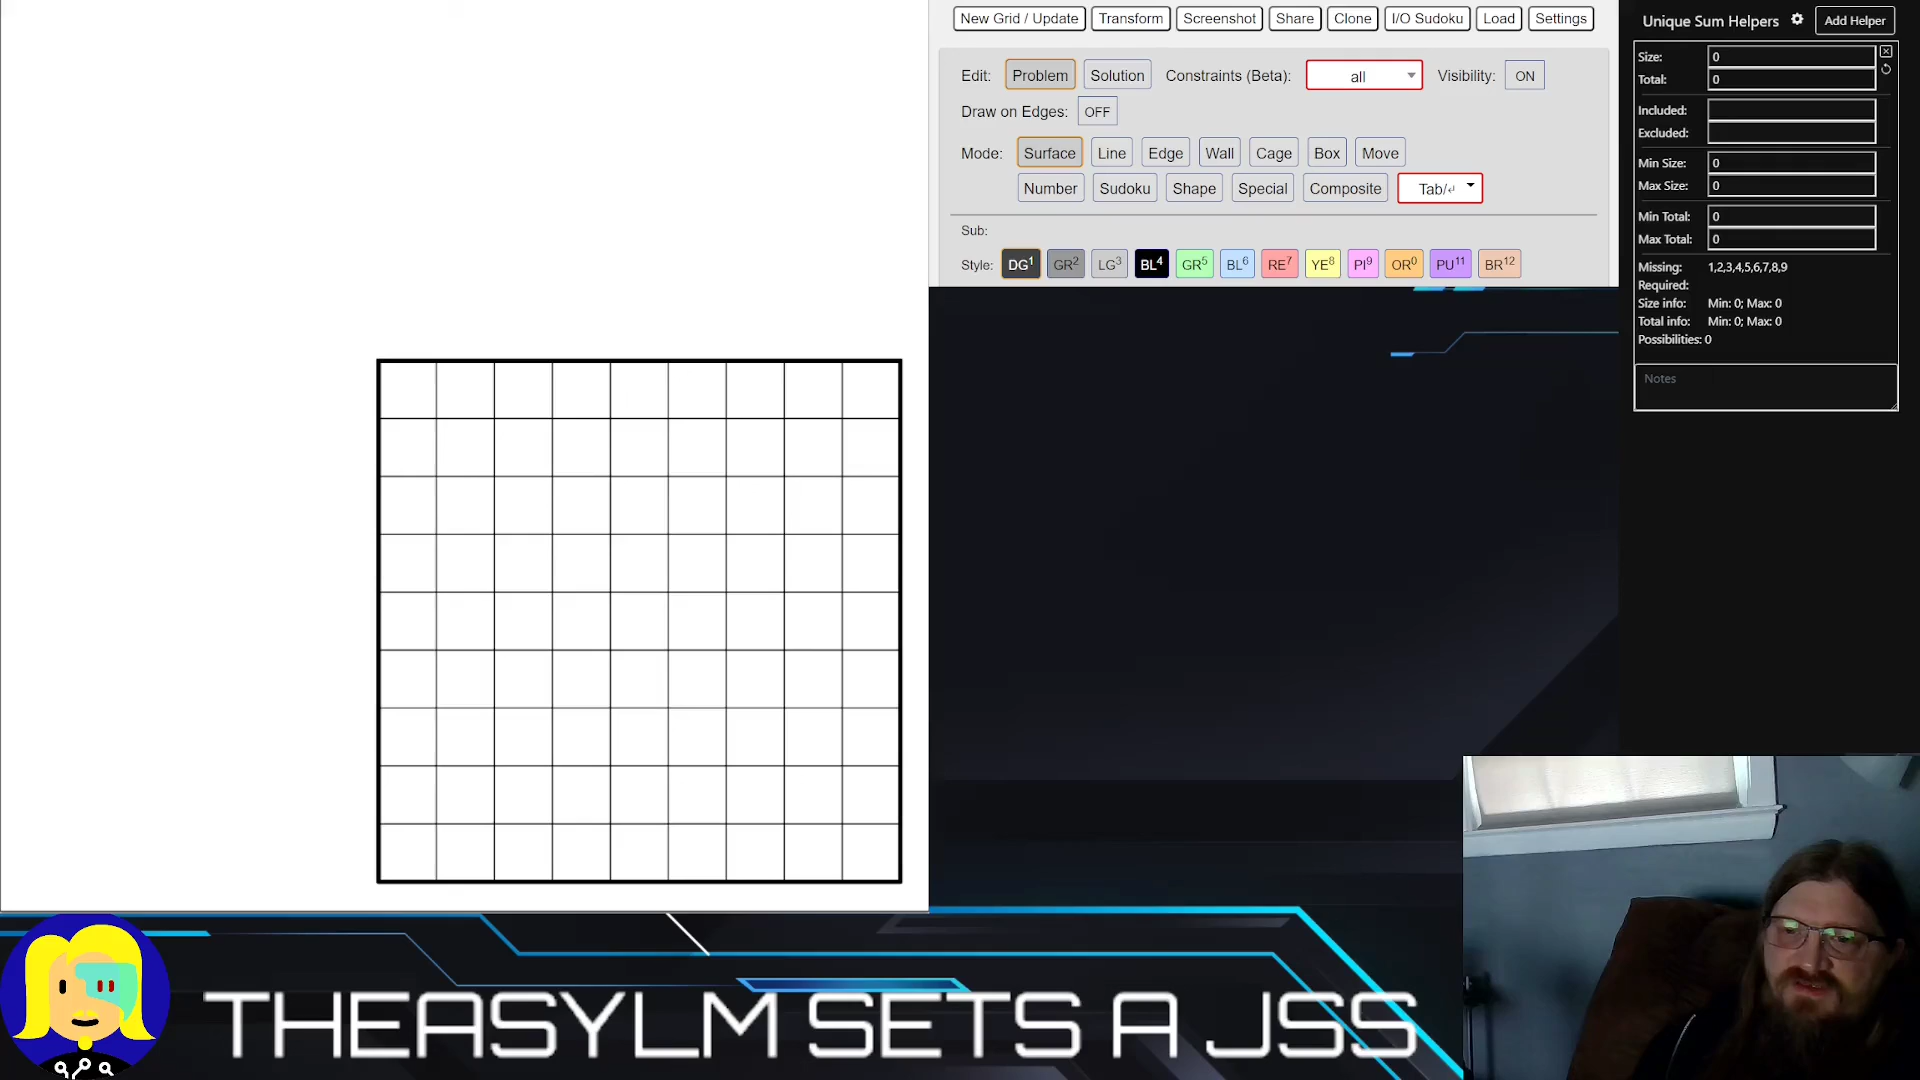 New Grid / Update Transform Screenshot Share Clone I/O Sudoku Load Settings
Edit: Problem Solution Constraints (Beta): all Visibility: ON
Draw on Edges: OFF
Mode: Surface Line Edge Wall Cage Box Move
Number Sudoku Shape Special Composite Tab/↵
Sub:
Style: DG1 GR2 LG3 BL4 GR5 BL6 RE7 YE8 PI9 OR0 PU11 BR12
Unique Sum Helpers Add Helper
Size: 0
Total: 0
Included:
Excluded:
Min Size: 0
Max Size: 0
Min Total: 0
Max Total: 0
Missing: 1,2,3,4,5,6,7,8,9
Required:
Size info: Min: 0; Max: 0
Total info: Min: 0; Max: 0
Possibilities: 0
Notes
THEASYLM SETS A JSS